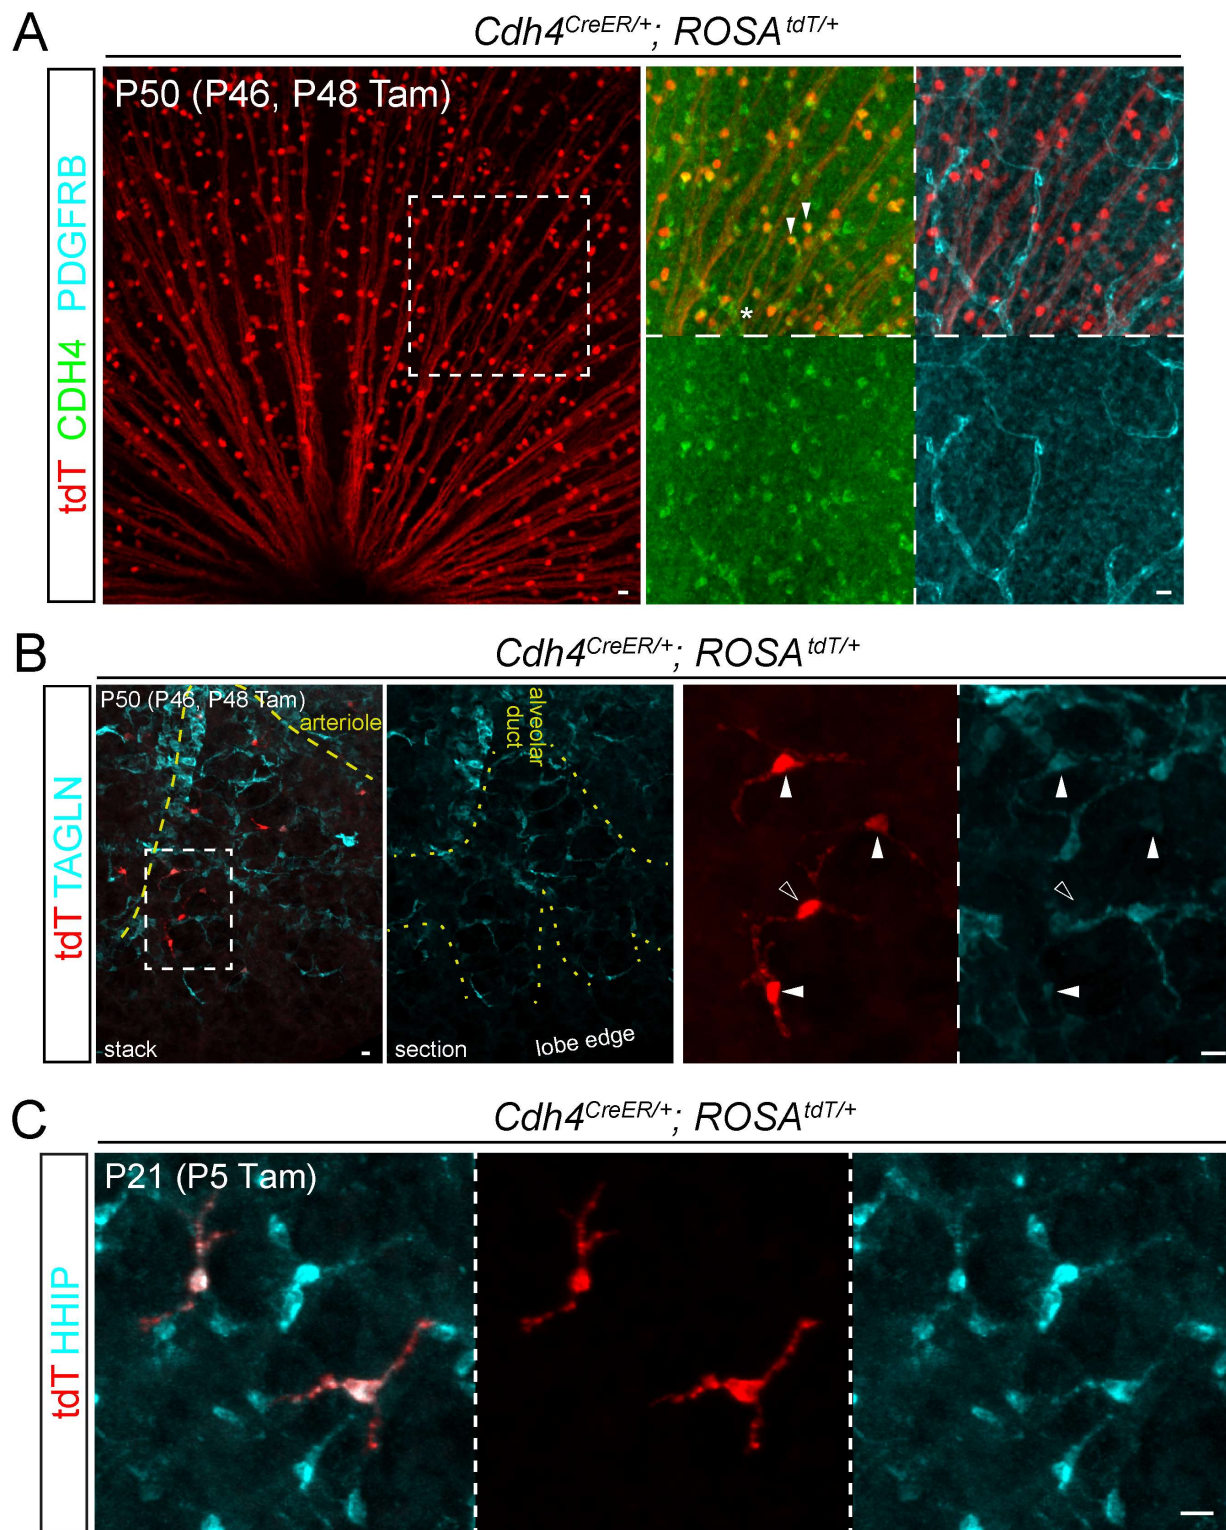 A
Cdh4CreER/+; ROSAtdT/+
tdT CDH4 PDGFRB
P50 (P46, P48 Tam)
*
B
Cdh4CreER/+; ROSAtdT/+
tdT TAGLN
P50 (P46, P48 Tam)
arteriole
stack
alveolar
duct
section
lobe edge
C
Cdh4CreER/+; ROSAtdT/+
tdT HHIP
P21 (P5 Tam)